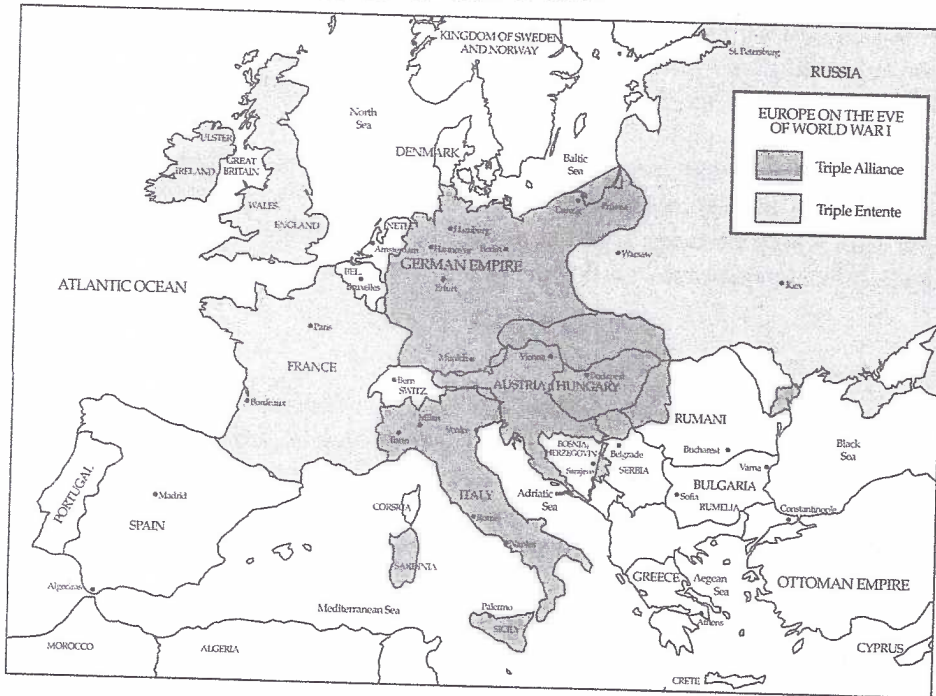 KINGDOM OF SWEDEN
AND NORWAY
St. Petersburg
RUSSIA
EUROPE ON THE EVE
OF WORLD WAR I
Triple Alliance
Triple Entente
North
Sea
ULSTER
IRELAND
GREAT
BRITAIN
WALES
ENGLAND
DENMARK
Baltic
Sea
Danzig
Hamburg
NETH.
Amsterdam
Hannover
Berlin
GERMAN EMPIRE
Erfurt
Warsaw
Kiev
BEL.
Bruxelles
ATLANTIC OCEAN
Paris
FRANCE
Bordeaux
Munich
Vienna
Budapest
AUSTRIA HUNGARY
Bern
SWITZ.
Milan
Turin
Venice
RUMANI
Bucharest
BOSNIA,
HERZEGOVIN
Sarajevo
Belgrade
SERBIA
Black
Sea
Varna
BULGARIA
Sofia
RUMELIA
Constantinople
PORTUGAL
Madrid
SPAIN
Algeciras
CORSICA
SARDINIA
ITALY
Rome
Naples
Adriatic
Sea
Palermo
SICILY
Mediterranean Sea
GREECE
Aegean
Sea
Athens
OTTOMAN EMPIRE
MOROCCO
ALGERIA
CRETE
CYPRUS